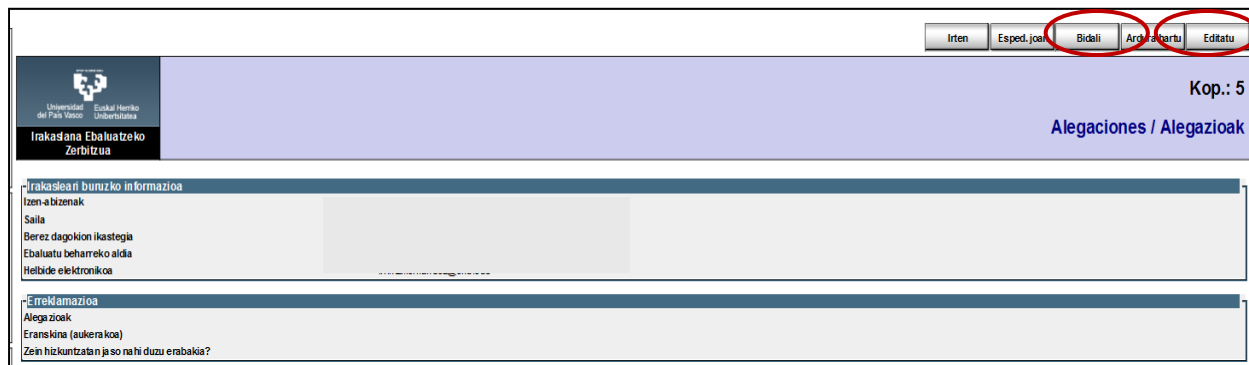 Irten Esped. joan Bidali Ardura hartu Editatu
Universidad del País Vasco
Euskal Herriko Unibertsitatea
Irakaslana Ebaluatzeko
Zerbitzua
Kop.: 5
Alegaciones / Alegazioak
Irakasleari buruzko informazioa
Izen-abizenak
Saila
Berez dagokion ikastegia
Ebaluatu beharreko aldia
Helbide elektronikoa
Erreklamazioa
Alegazioak
Eranskina (aukerakoa)
Zein hizkuntzatan jaso nahi duzu erabakia?